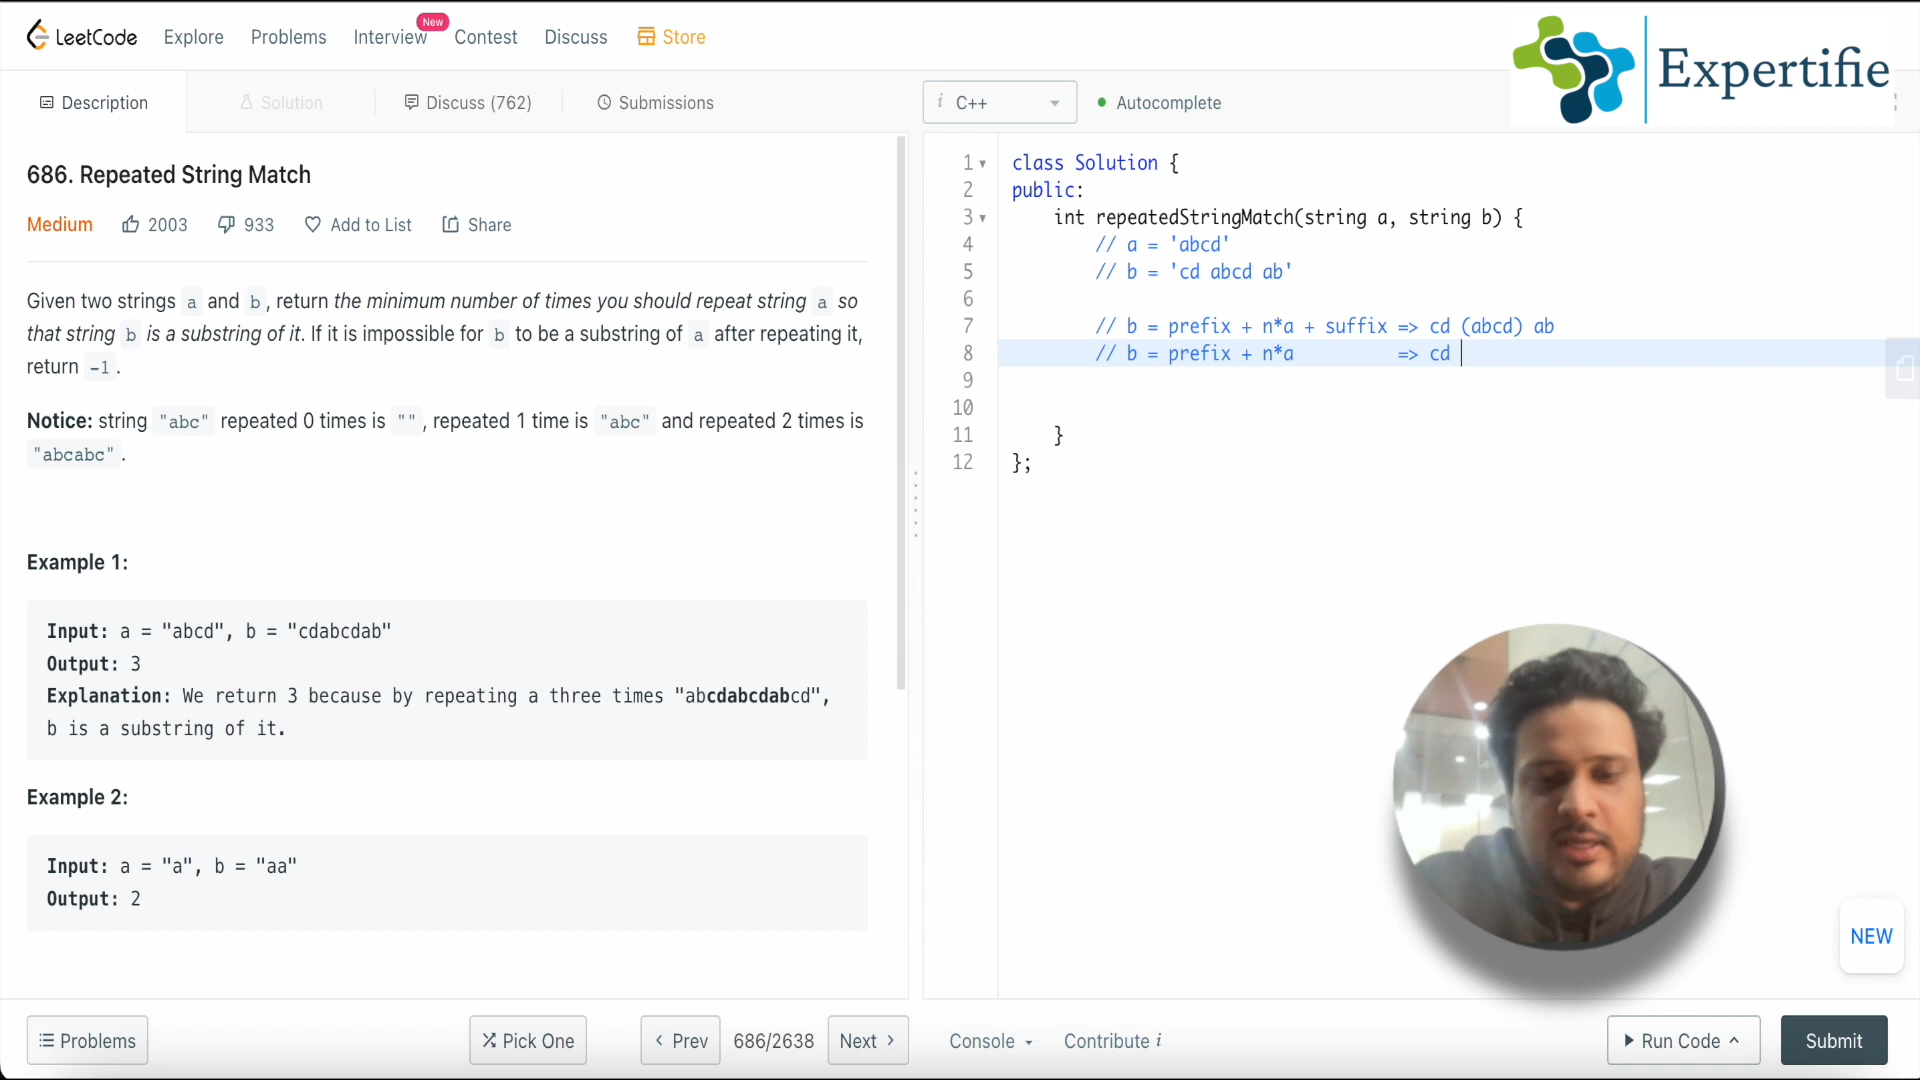 LeetCode Explore Problems Interview New Contest Discuss Store
Expertifie
Description Solution Discuss (762) Submissions
i C++ Autocomplete
686. Repeated String Match
Medium 2003 933 Add to List Share
Given two strings a and b, return the minimum number of times you should repeat string a so
that string b is a substring of it. If it is impossible for b to be a substring of a after repeating it,
return -1.
Notice: string "abc" repeated 0 times is "", repeated 1 time is "abc" and repeated 2 times is
"abcabc".
Example 1:
Input: a = "abcd", b = "cdabcdab"
Output: 3
Explanation: We return 3 because by repeating a three times "abcdabcdabcd",
b is a substring of it.
Example 2:
Input: a = "a", b = "aa"
Output: 2
1 class Solution {
2 public:
3 int repeatedStringMatch(string a, string b) {
4 // a = 'abcd'
5 // b = 'cd abcd ab'
6
7 // b = prefix + n*a + suffix => cd (abcd) ab
8 // b = prefix + n*a => cd
9
10
11 }
12 };
NEW
Problems Pick One Prev 686/2638 Next Console Contribute i Run Code Submit